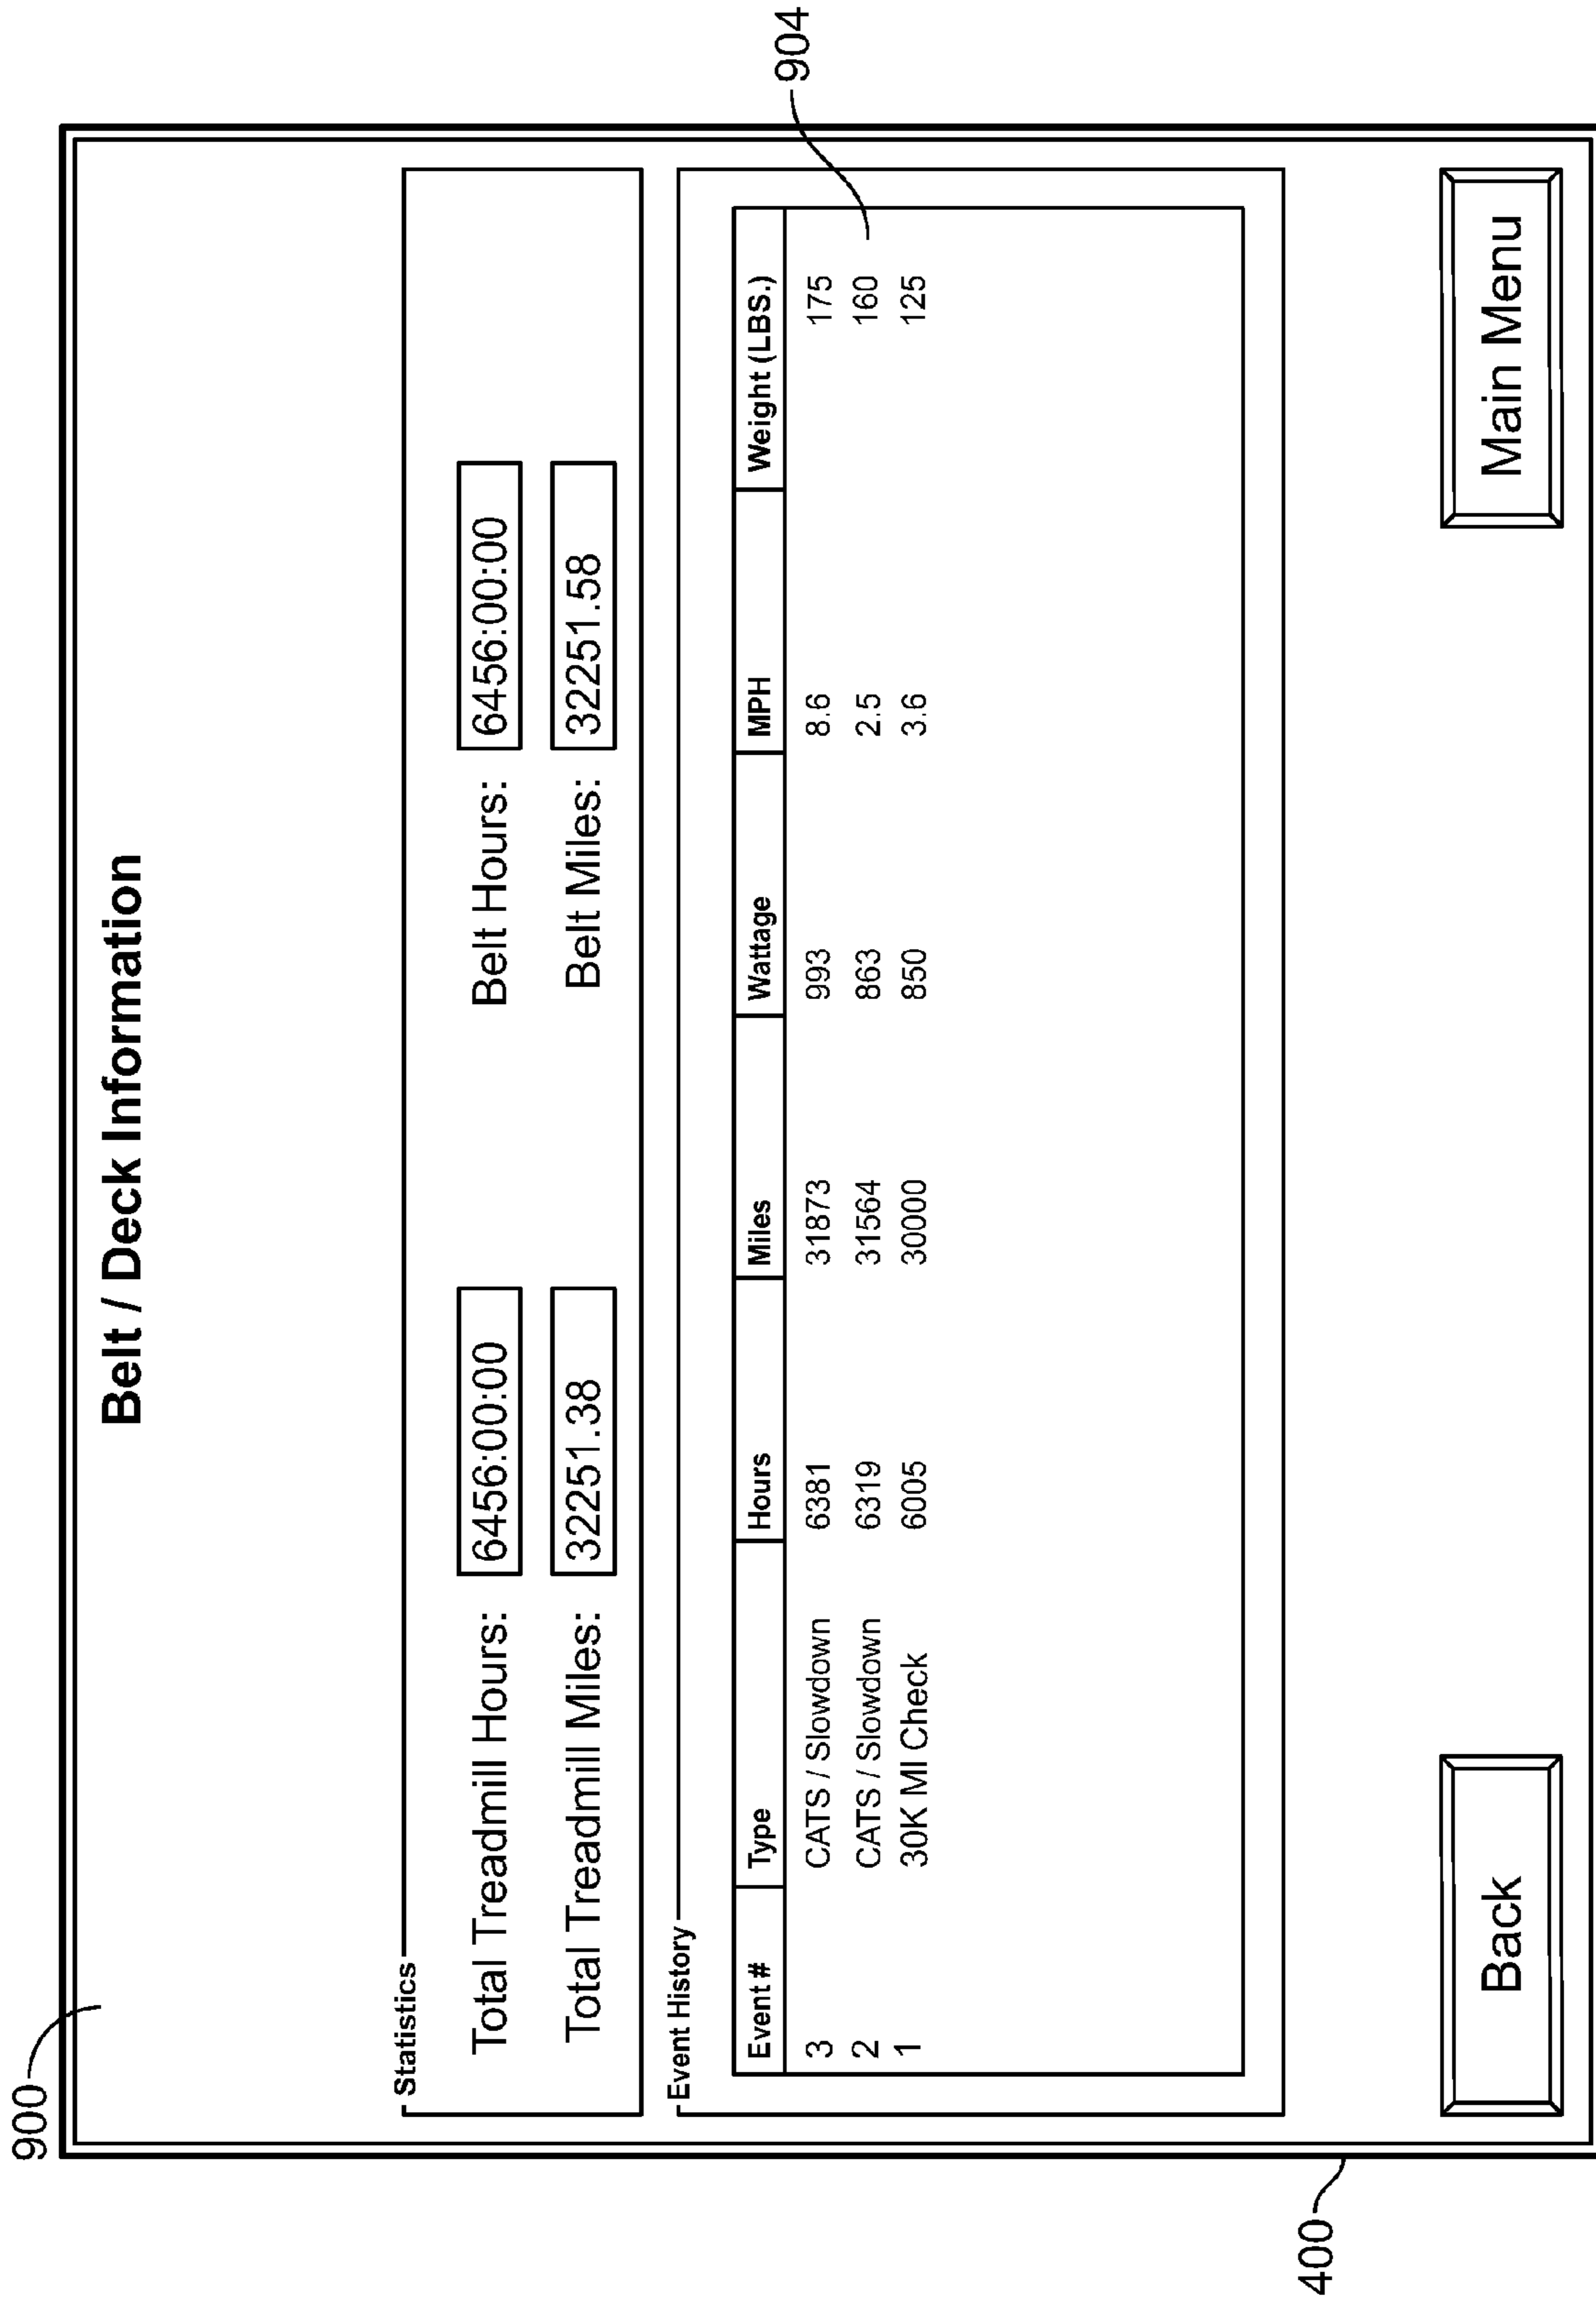 900
Belt / Deck Information
Statistics
Total Treadmill Hours: 6456:00:00 Belt Hours: 6456:00:00
Total Treadmill Miles: 32251.38 Belt Miles: 32251.58
Event History
Event # Type Hours Miles Wattage MPH Weight (LBS.)
3 CATS / Slowdown 6381 31873 993 8.6 175
2 CATS / Slowdown 6319 31564 863 2.5 160
1 30K MI Check 6005 30000 850 3.6 125
904
Back Main Menu
400